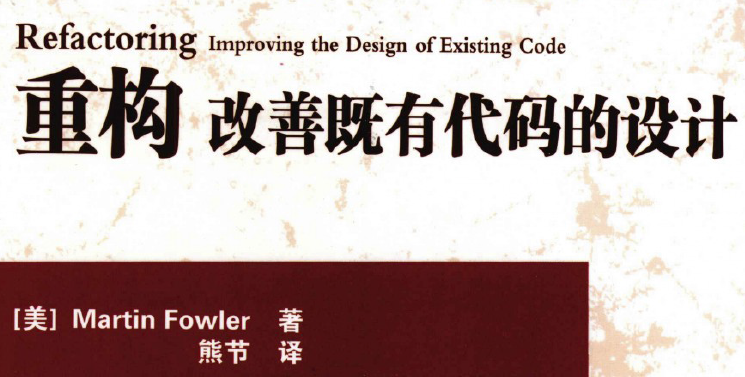 Refactoring Improving the Design of Existing Code
重构 改善既有代码的设计
[美] Martin Fowler 著
熊节 译